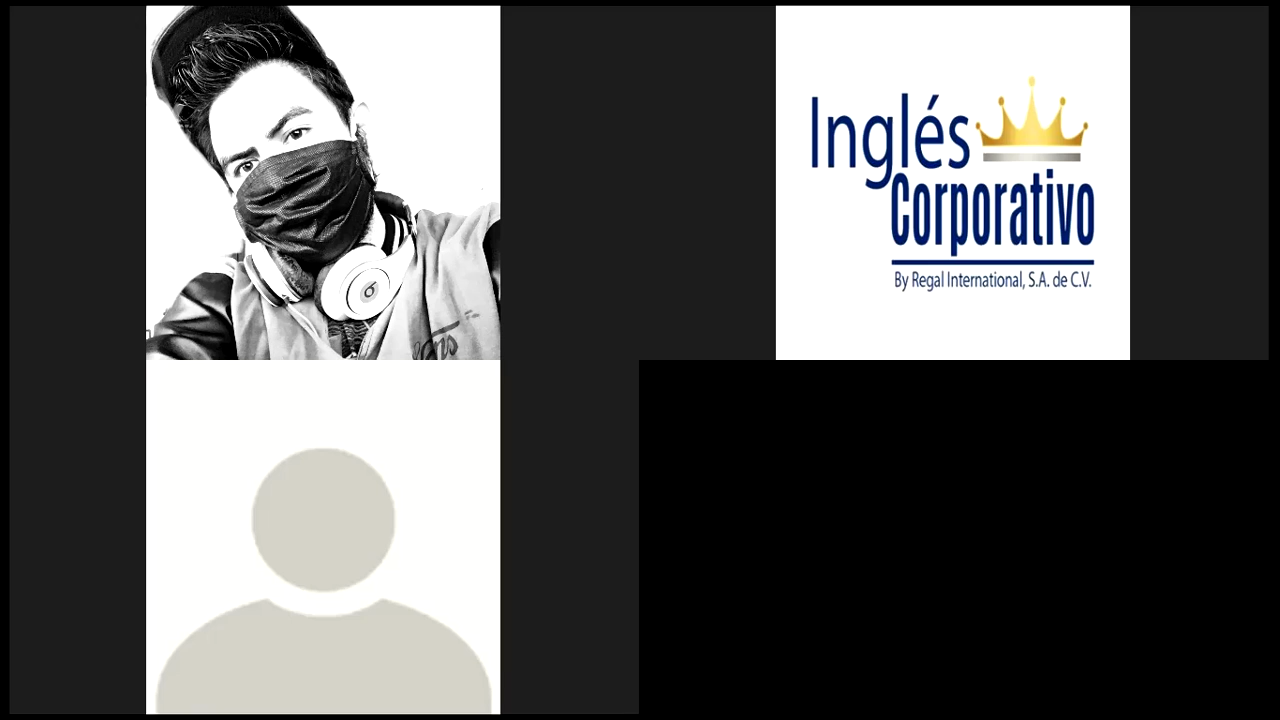 Inglés
Corporativo
By Regal International, S.A. de C.V.